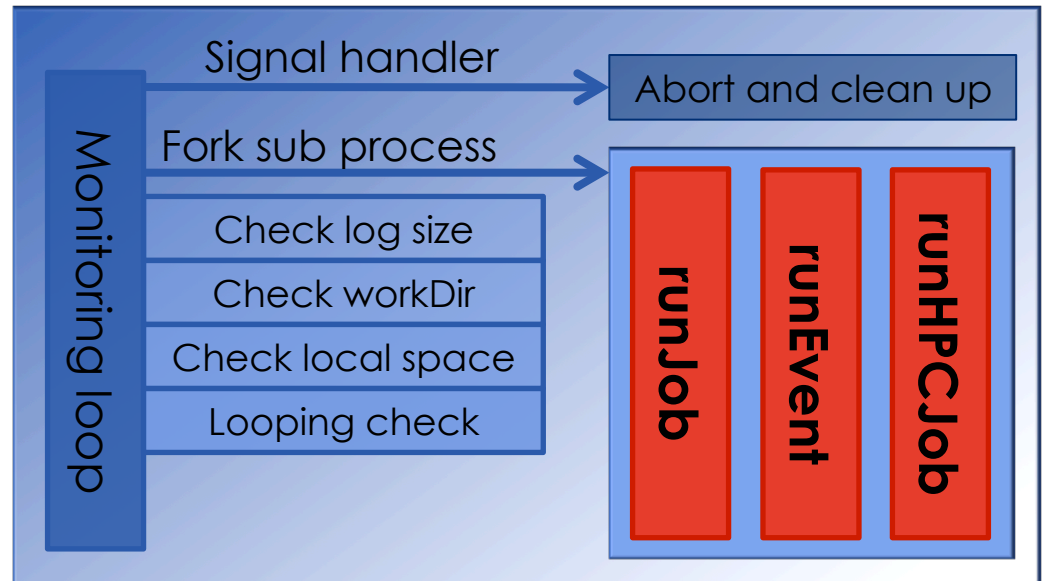 Signal handler
Abort and clean up
Monitoring loop
Fork sub process
Check log size
Check workDir
Check local space
Looping check
runJob
runEvent
runHPCJob